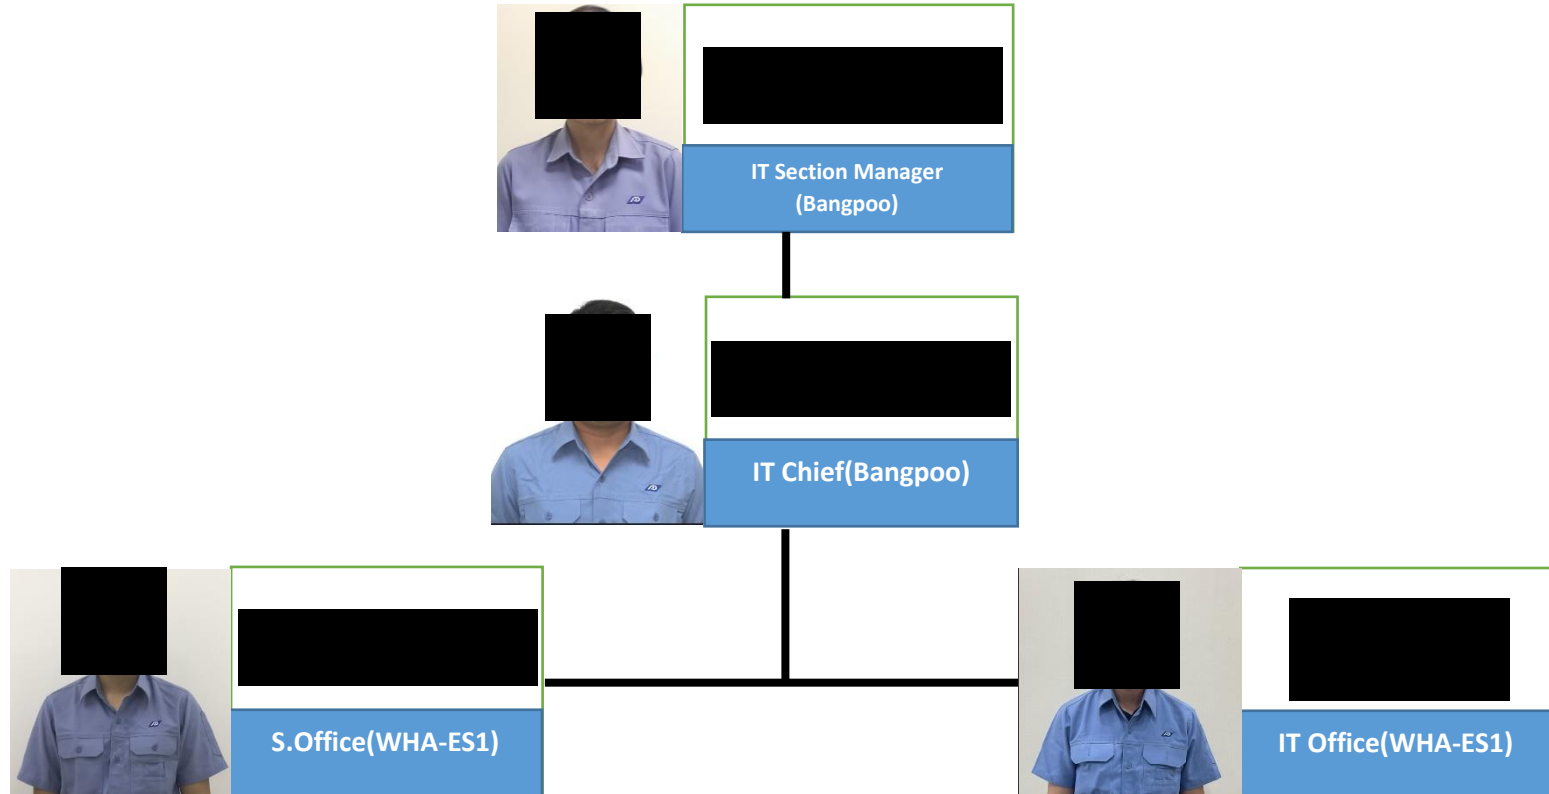 IT Section Manager
(Bangpoo)
IT Chief(Bangpoo)
S.Office(WHA-ES1)
IT Office(WHA-ES1)